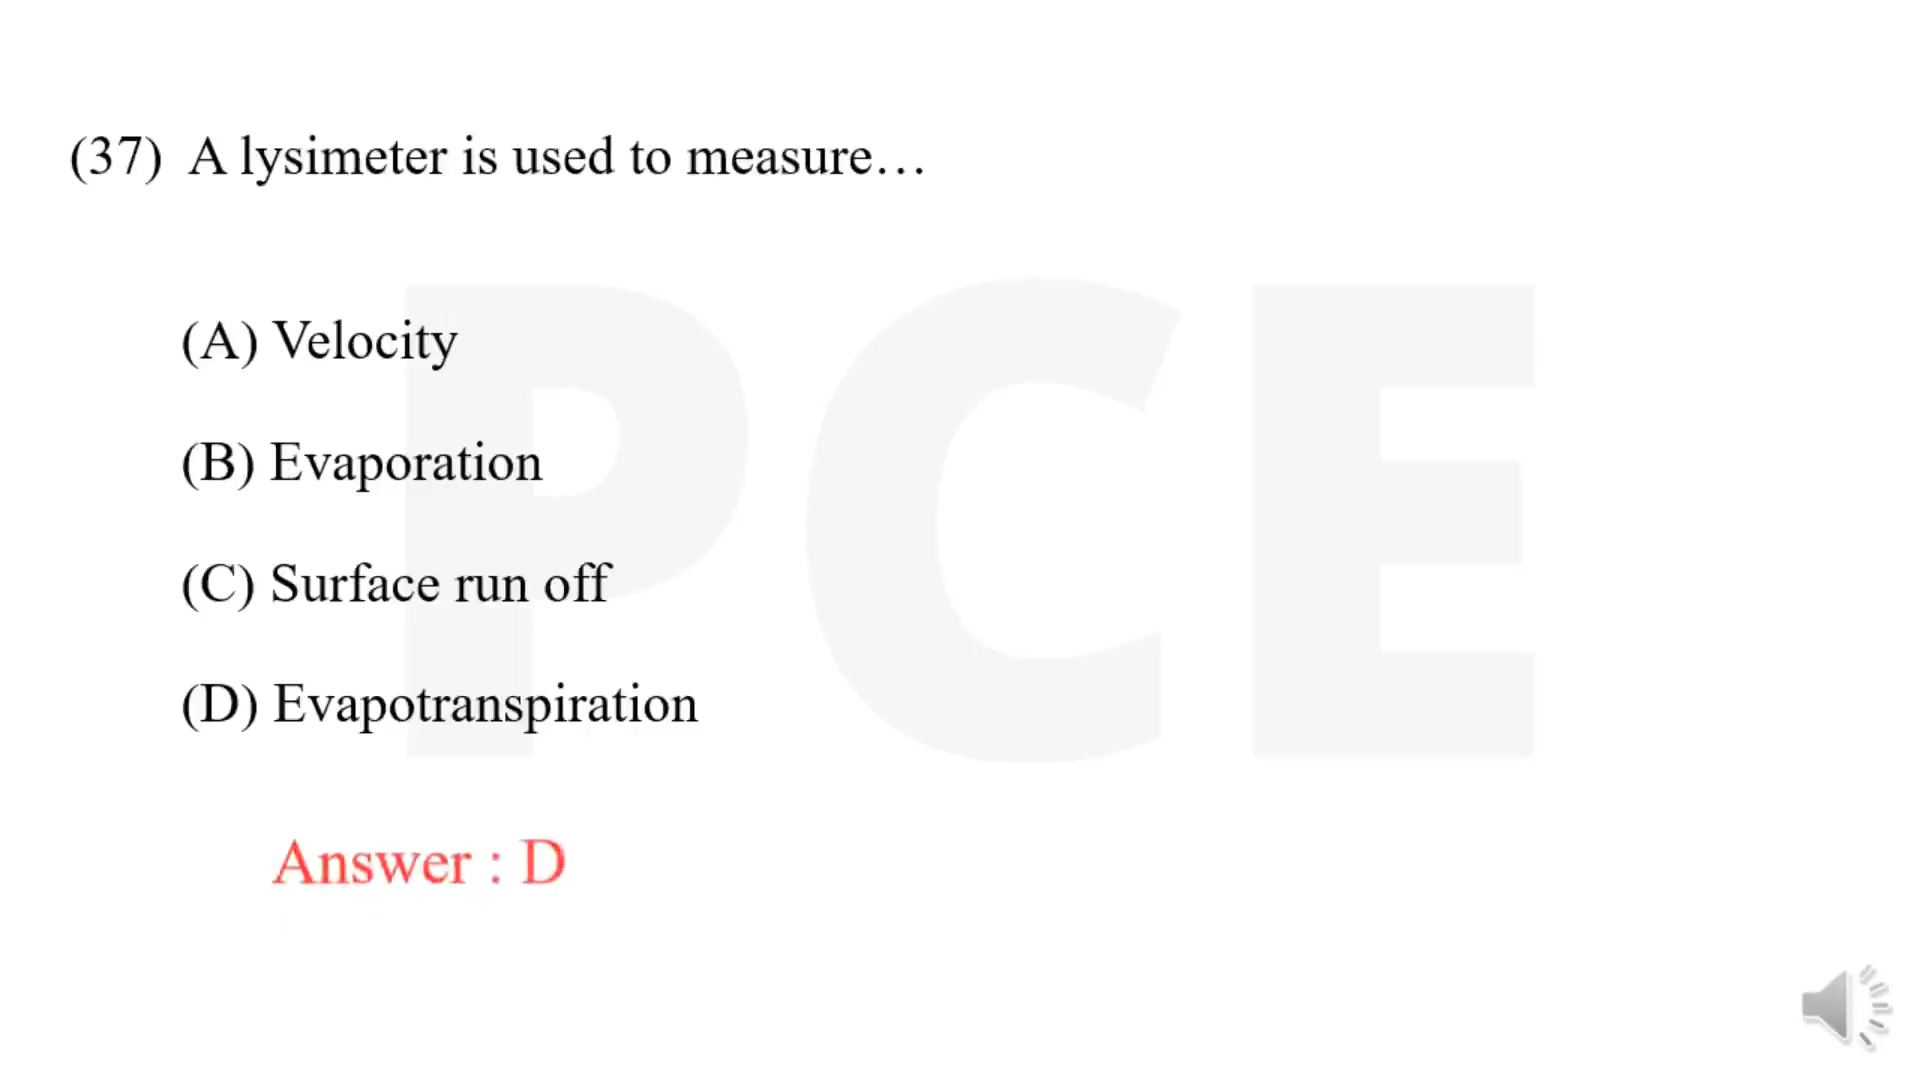 (37) A lysimeter is used to measure…
(A) Velocity
(B) Evaporation
(C) Surface run off
(D) Evapotranspiration
Answer : D
PCE